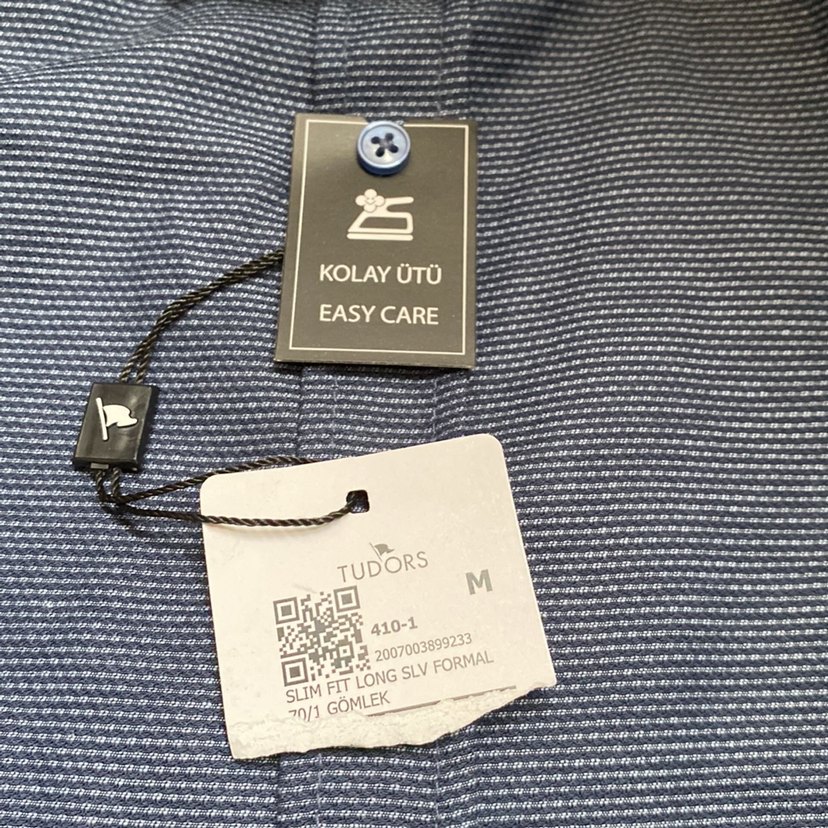 KOLAY ÜTÜ
EASY CARE
TUDORS
M
410-1
2007003899233
SLIM FIT LONG SLV FORMAL
70/1 GÖMLEK